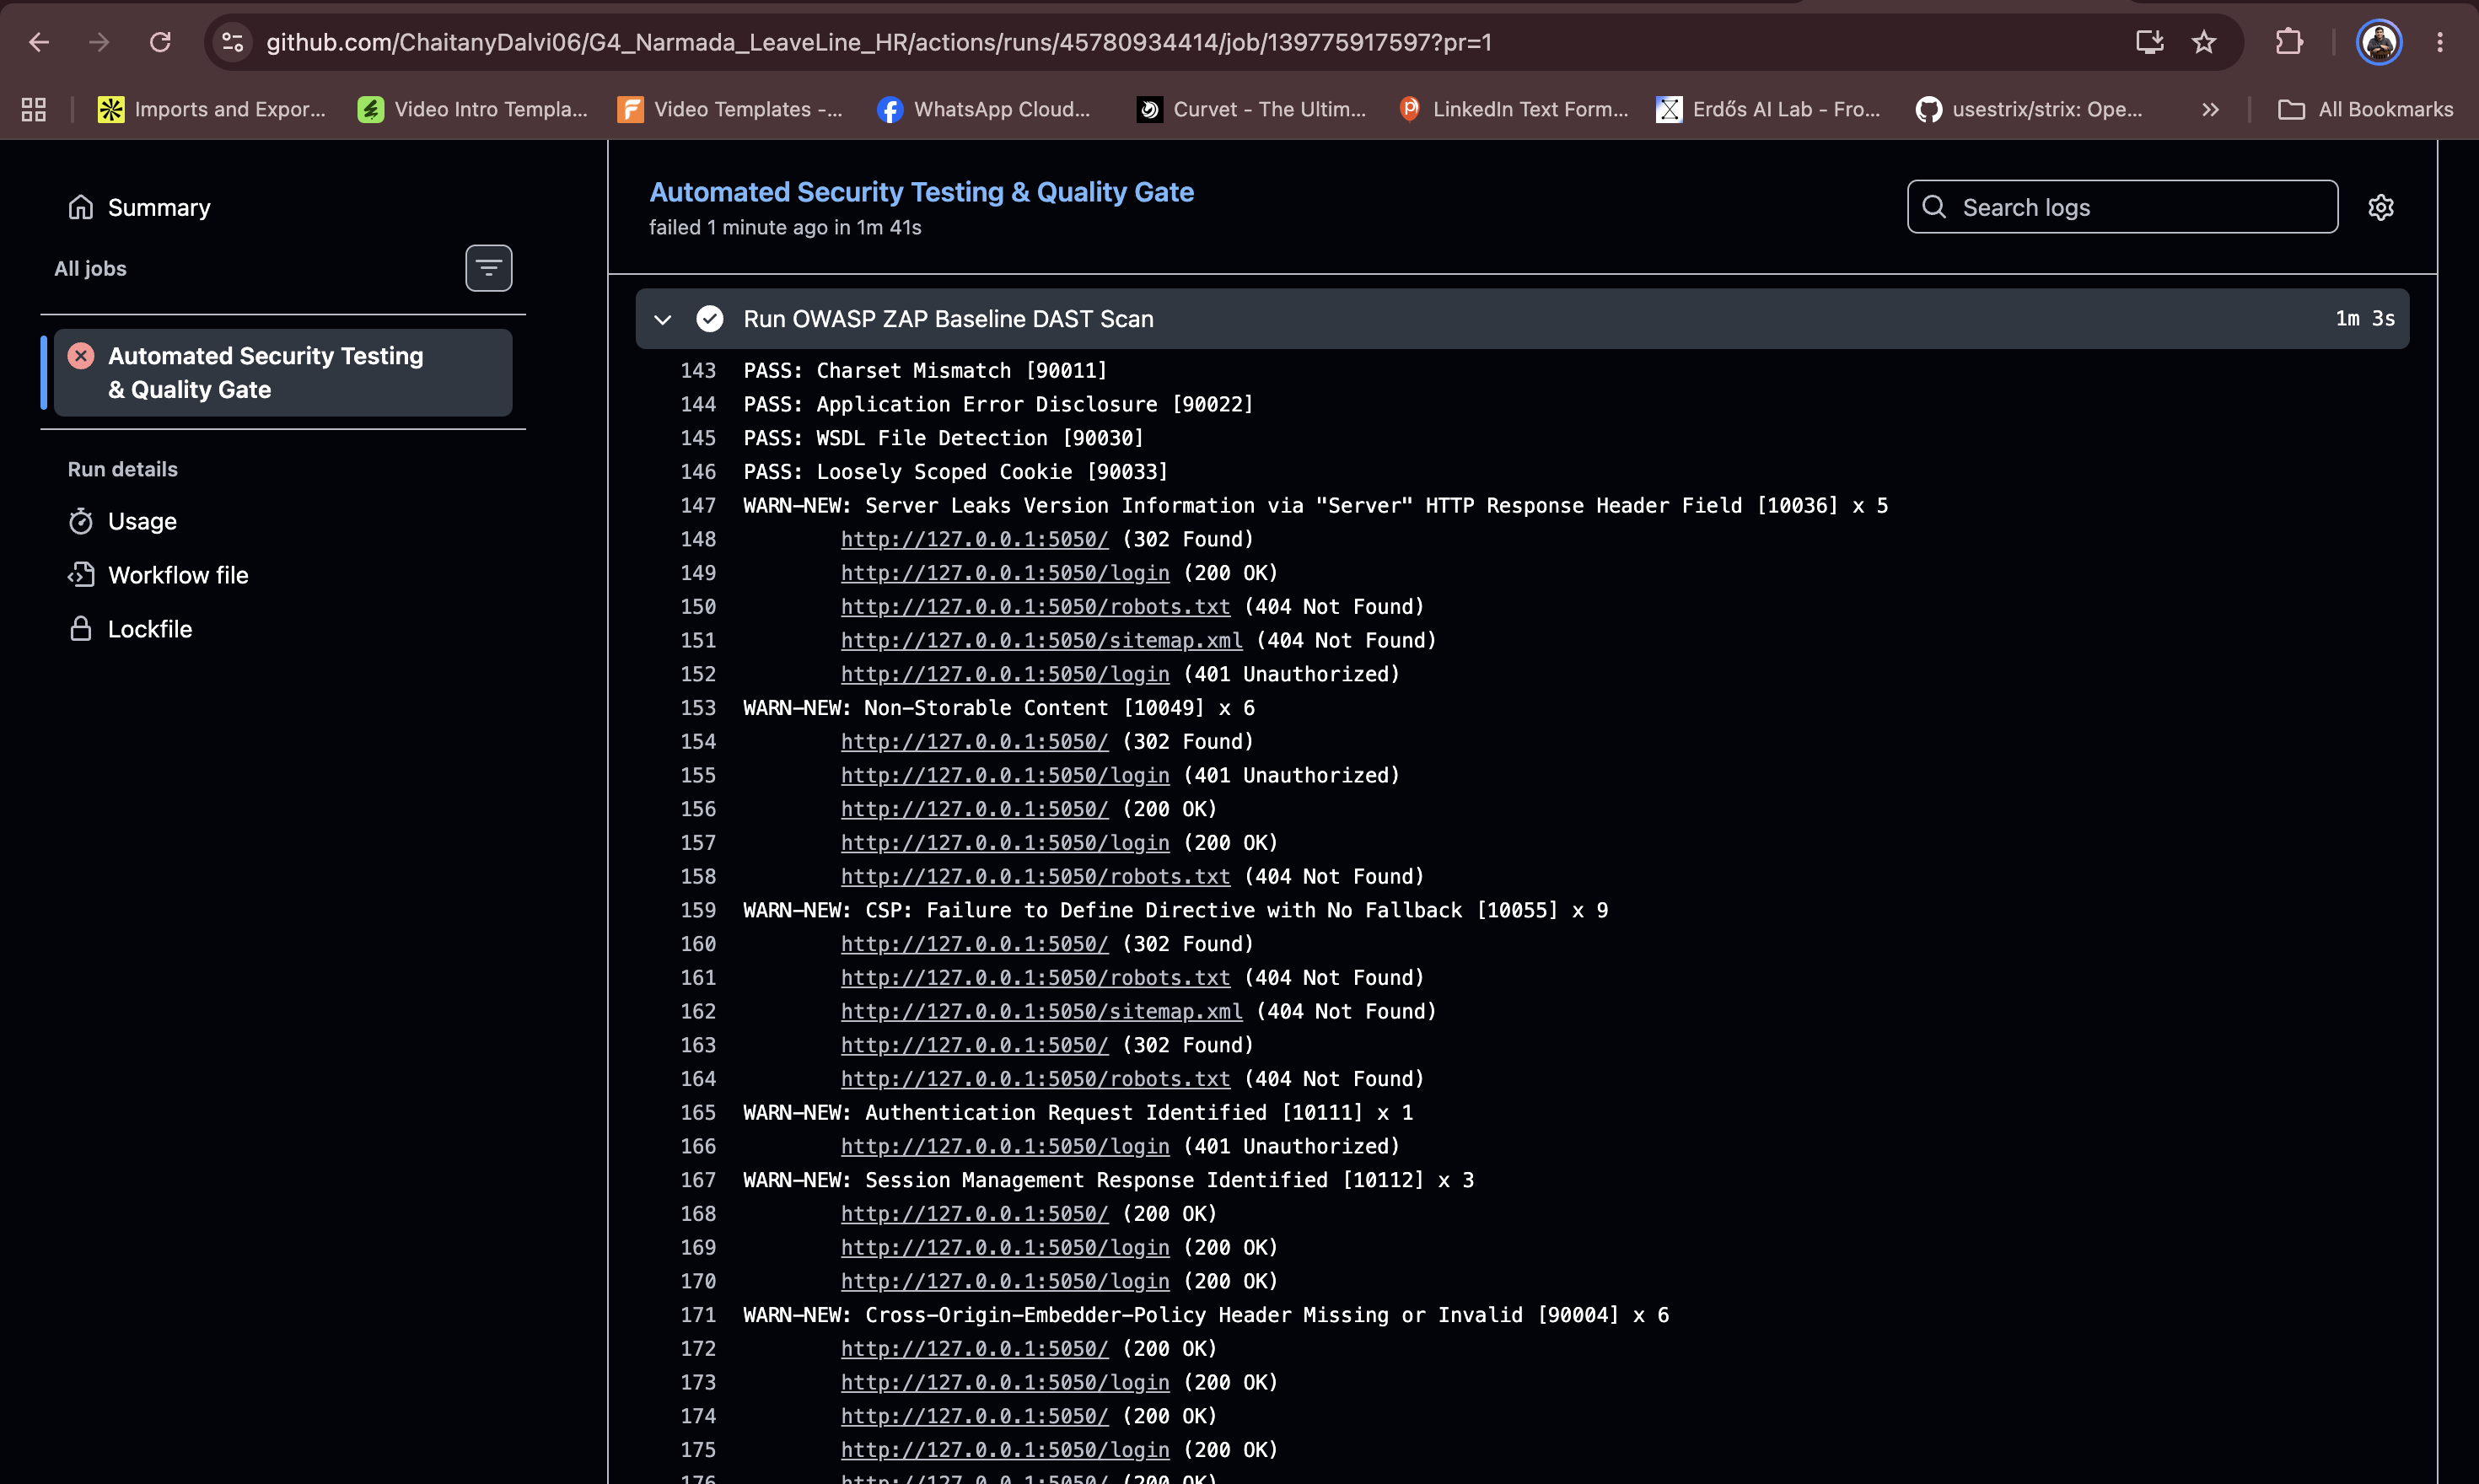 github.com/ChaitanyDalvi06/G4_Narmada_LeaveLine_HR/actions/runs/45780934414/job/139775917597?pr=1
Imports and Expor...
Video Intro Templa...
Video Templates -...
WhatsApp Cloud...
Curvet - The Ultim...
LinkedIn Text Form...
Erdős AI Lab - Fro...
usestrix/strix: Ope...
All Bookmarks
Summary
All jobs
Automated Security Testing
& Quality Gate
Run details
Usage
Workflow file
Lockfile
Automated Security Testing & Quality Gate
failed 1 minute ago in 1m 41s
Search logs
Run OWASP ZAP Baseline DAST Scan 1m 3s
143 PASS: Charset Mismatch [90011]
144 PASS: Application Error Disclosure [90022]
145 PASS: WSDL File Detection [90030]
146 PASS: Loosely Scoped Cookie [90033]
147 WARN-NEW: Server Leaks Version Information via "Server" HTTP Response Header Field [10036] x 5
148 http://127.0.0.1:5050/ (302 Found)
149 http://127.0.0.1:5050/login (200 OK)
150 http://127.0.0.1:5050/robots.txt (404 Not Found)
151 http://127.0.0.1:5050/sitemap.xml (404 Not Found)
152 http://127.0.0.1:5050/login (401 Unauthorized)
153 WARN-NEW: Non-Storable Content [10049] x 6
154 http://127.0.0.1:5050/ (302 Found)
155 http://127.0.0.1:5050/login (401 Unauthorized)
156 http://127.0.0.1:5050/ (200 OK)
157 http://127.0.0.1:5050/login (200 OK)
158 http://127.0.0.1:5050/robots.txt (404 Not Found)
159 WARN-NEW: CSP: Failure to Define Directive with No Fallback [10055] x 9
160 http://127.0.0.1:5050/ (302 Found)
161 http://127.0.0.1:5050/robots.txt (404 Not Found)
162 http://127.0.0.1:5050/sitemap.xml (404 Not Found)
163 http://127.0.0.1:5050/ (302 Found)
164 http://127.0.0.1:5050/robots.txt (404 Not Found)
165 WARN-NEW: Authentication Request Identified [10111] x 1
166 http://127.0.0.1:5050/login (401 Unauthorized)
167 WARN-NEW: Session Management Response Identified [10112] x 3
168 http://127.0.0.1:5050/ (200 OK)
169 http://127.0.0.1:5050/login (200 OK)
170 http://127.0.0.1:5050/login (200 OK)
171 WARN-NEW: Cross-Origin-Embedder-Policy Header Missing or Invalid [90004] x 6
172 http://127.0.0.1:5050/ (200 OK)
173 http://127.0.0.1:5050/login (200 OK)
174 http://127.0.0.1:5050/ (200 OK)
175 http://127.0.0.1:5050/login (200 OK)
176 http://127.0.0.1:5050/ (200 OK)